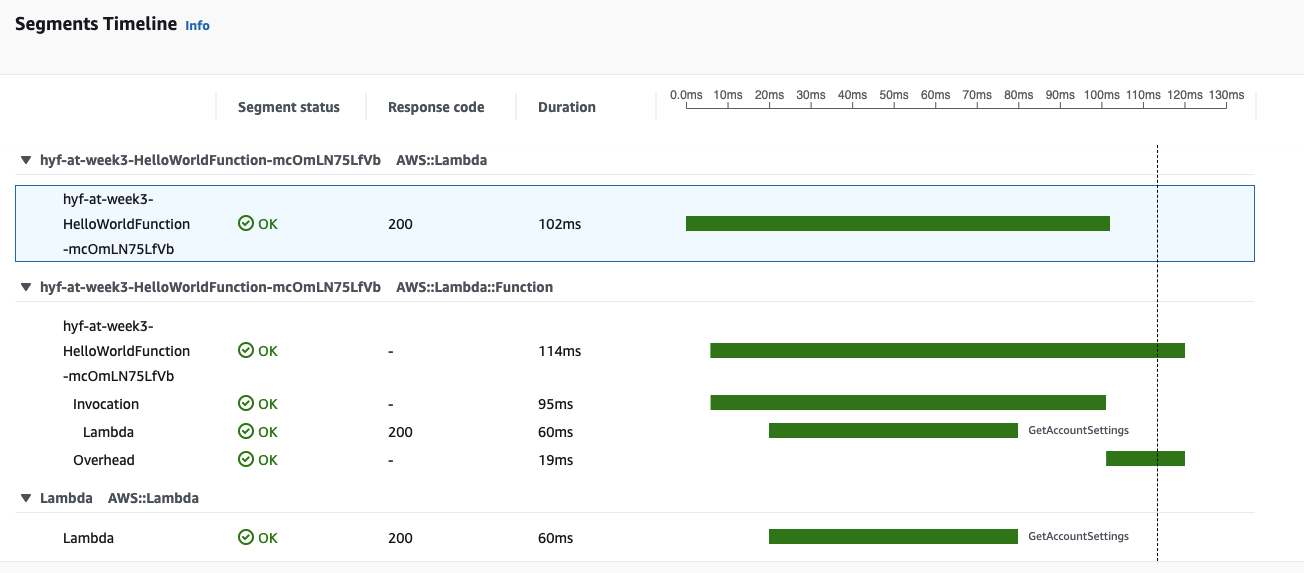 Segments Timeline Info
Segment status Response code Duration 0.0ms 10ms 20ms 30ms 40ms 50ms 60ms 70ms 80ms 90ms 100ms 110ms 120ms 130ms
hyf-at-week3-HelloWorldFunction-mcOmLN75LfVb AWS::Lambda
hyf-at-week3-
HelloWorldFunction OK 200 102ms
-mcOmLN75LfVb
hyf-at-week3-HelloWorldFunction-mcOmLN75LfVb AWS::Lambda::Function
hyf-at-week3-
HelloWorldFunction OK - 114ms
-mcOmLN75LfVb
Invocation OK - 95ms
Lambda OK 200 60ms GetAccountSettings
Overhead OK - 19ms
Lambda AWS::Lambda
Lambda OK 200 60ms GetAccountSettings